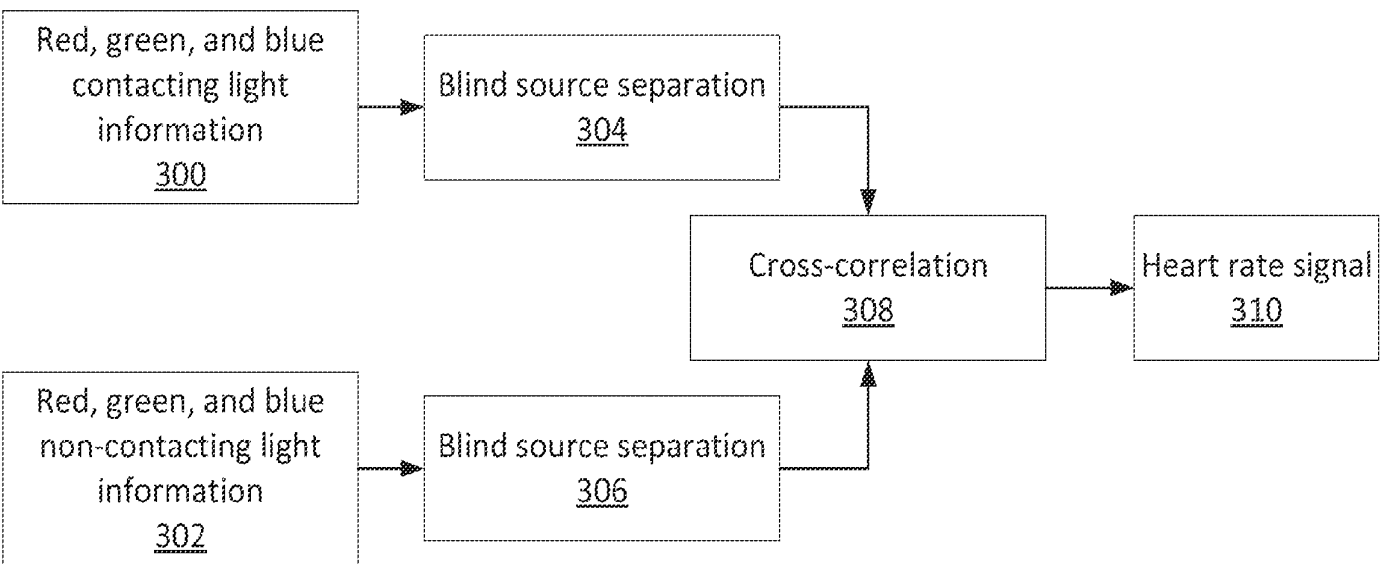 Red, green, and blue
contacting light
information
300
Blind source separation
304
Cross-correlation
308
Heart rate signal
310
Red, green, and blue
non-contacting light
information
302
Blind source separation
306